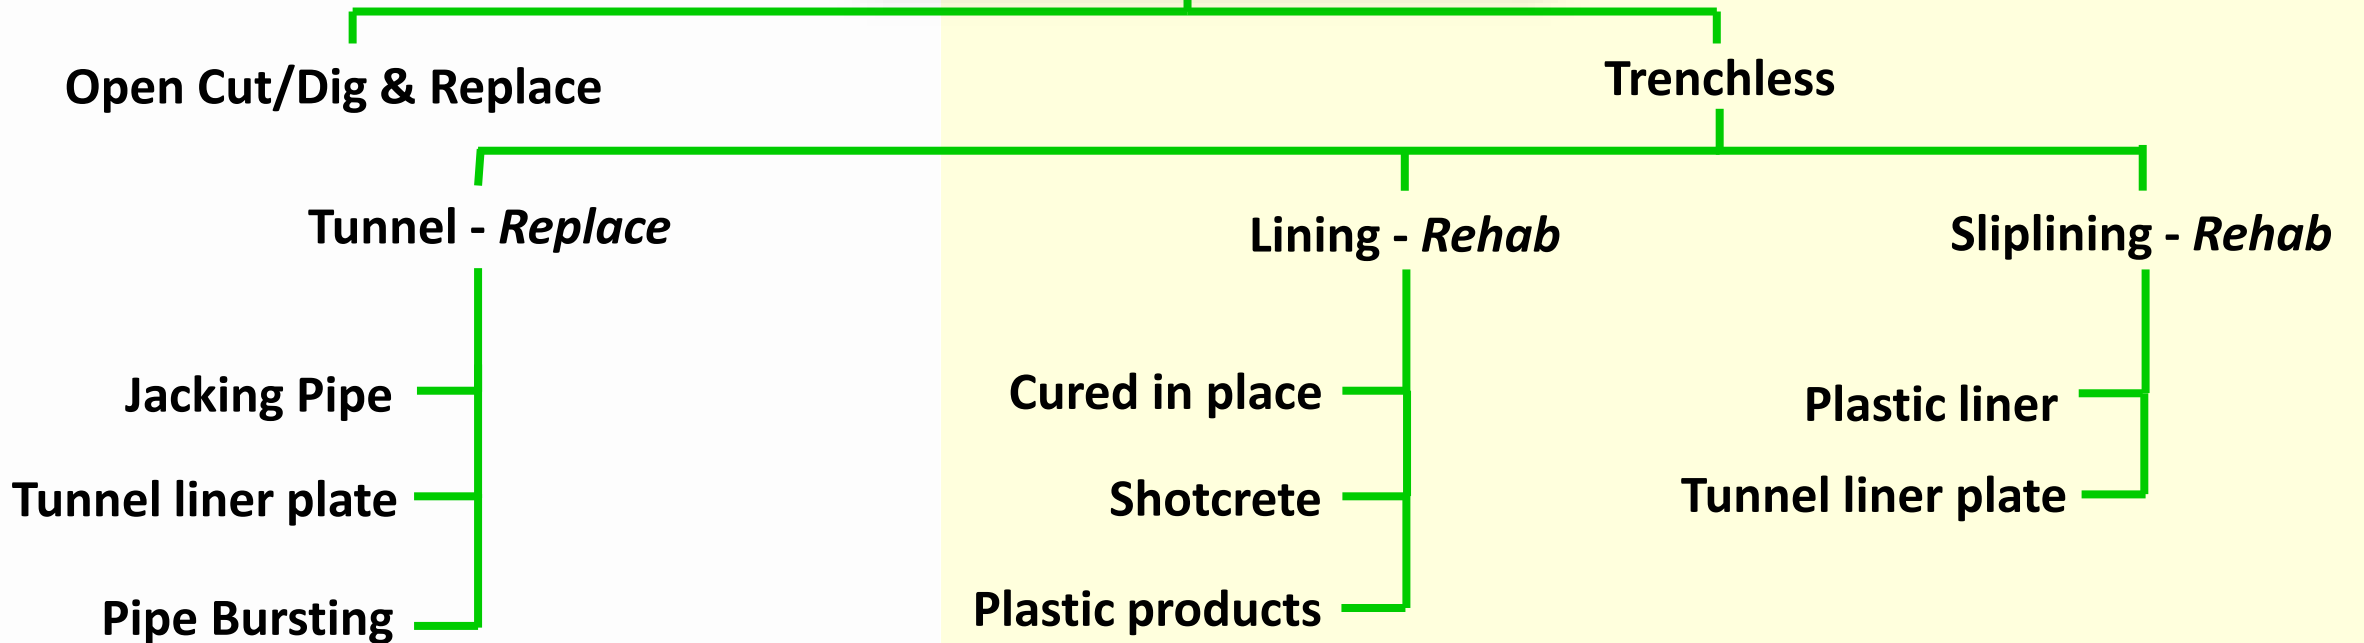 Open Cut/Dig & Replace
Trenchless
Tunnel - Replace
Lining - Rehab
Sliplining - Rehab
Jacking Pipe
Tunnel liner plate
Pipe Bursting
Cured in place
Shotcrete
Plastic products
Plastic liner
Tunnel liner plate